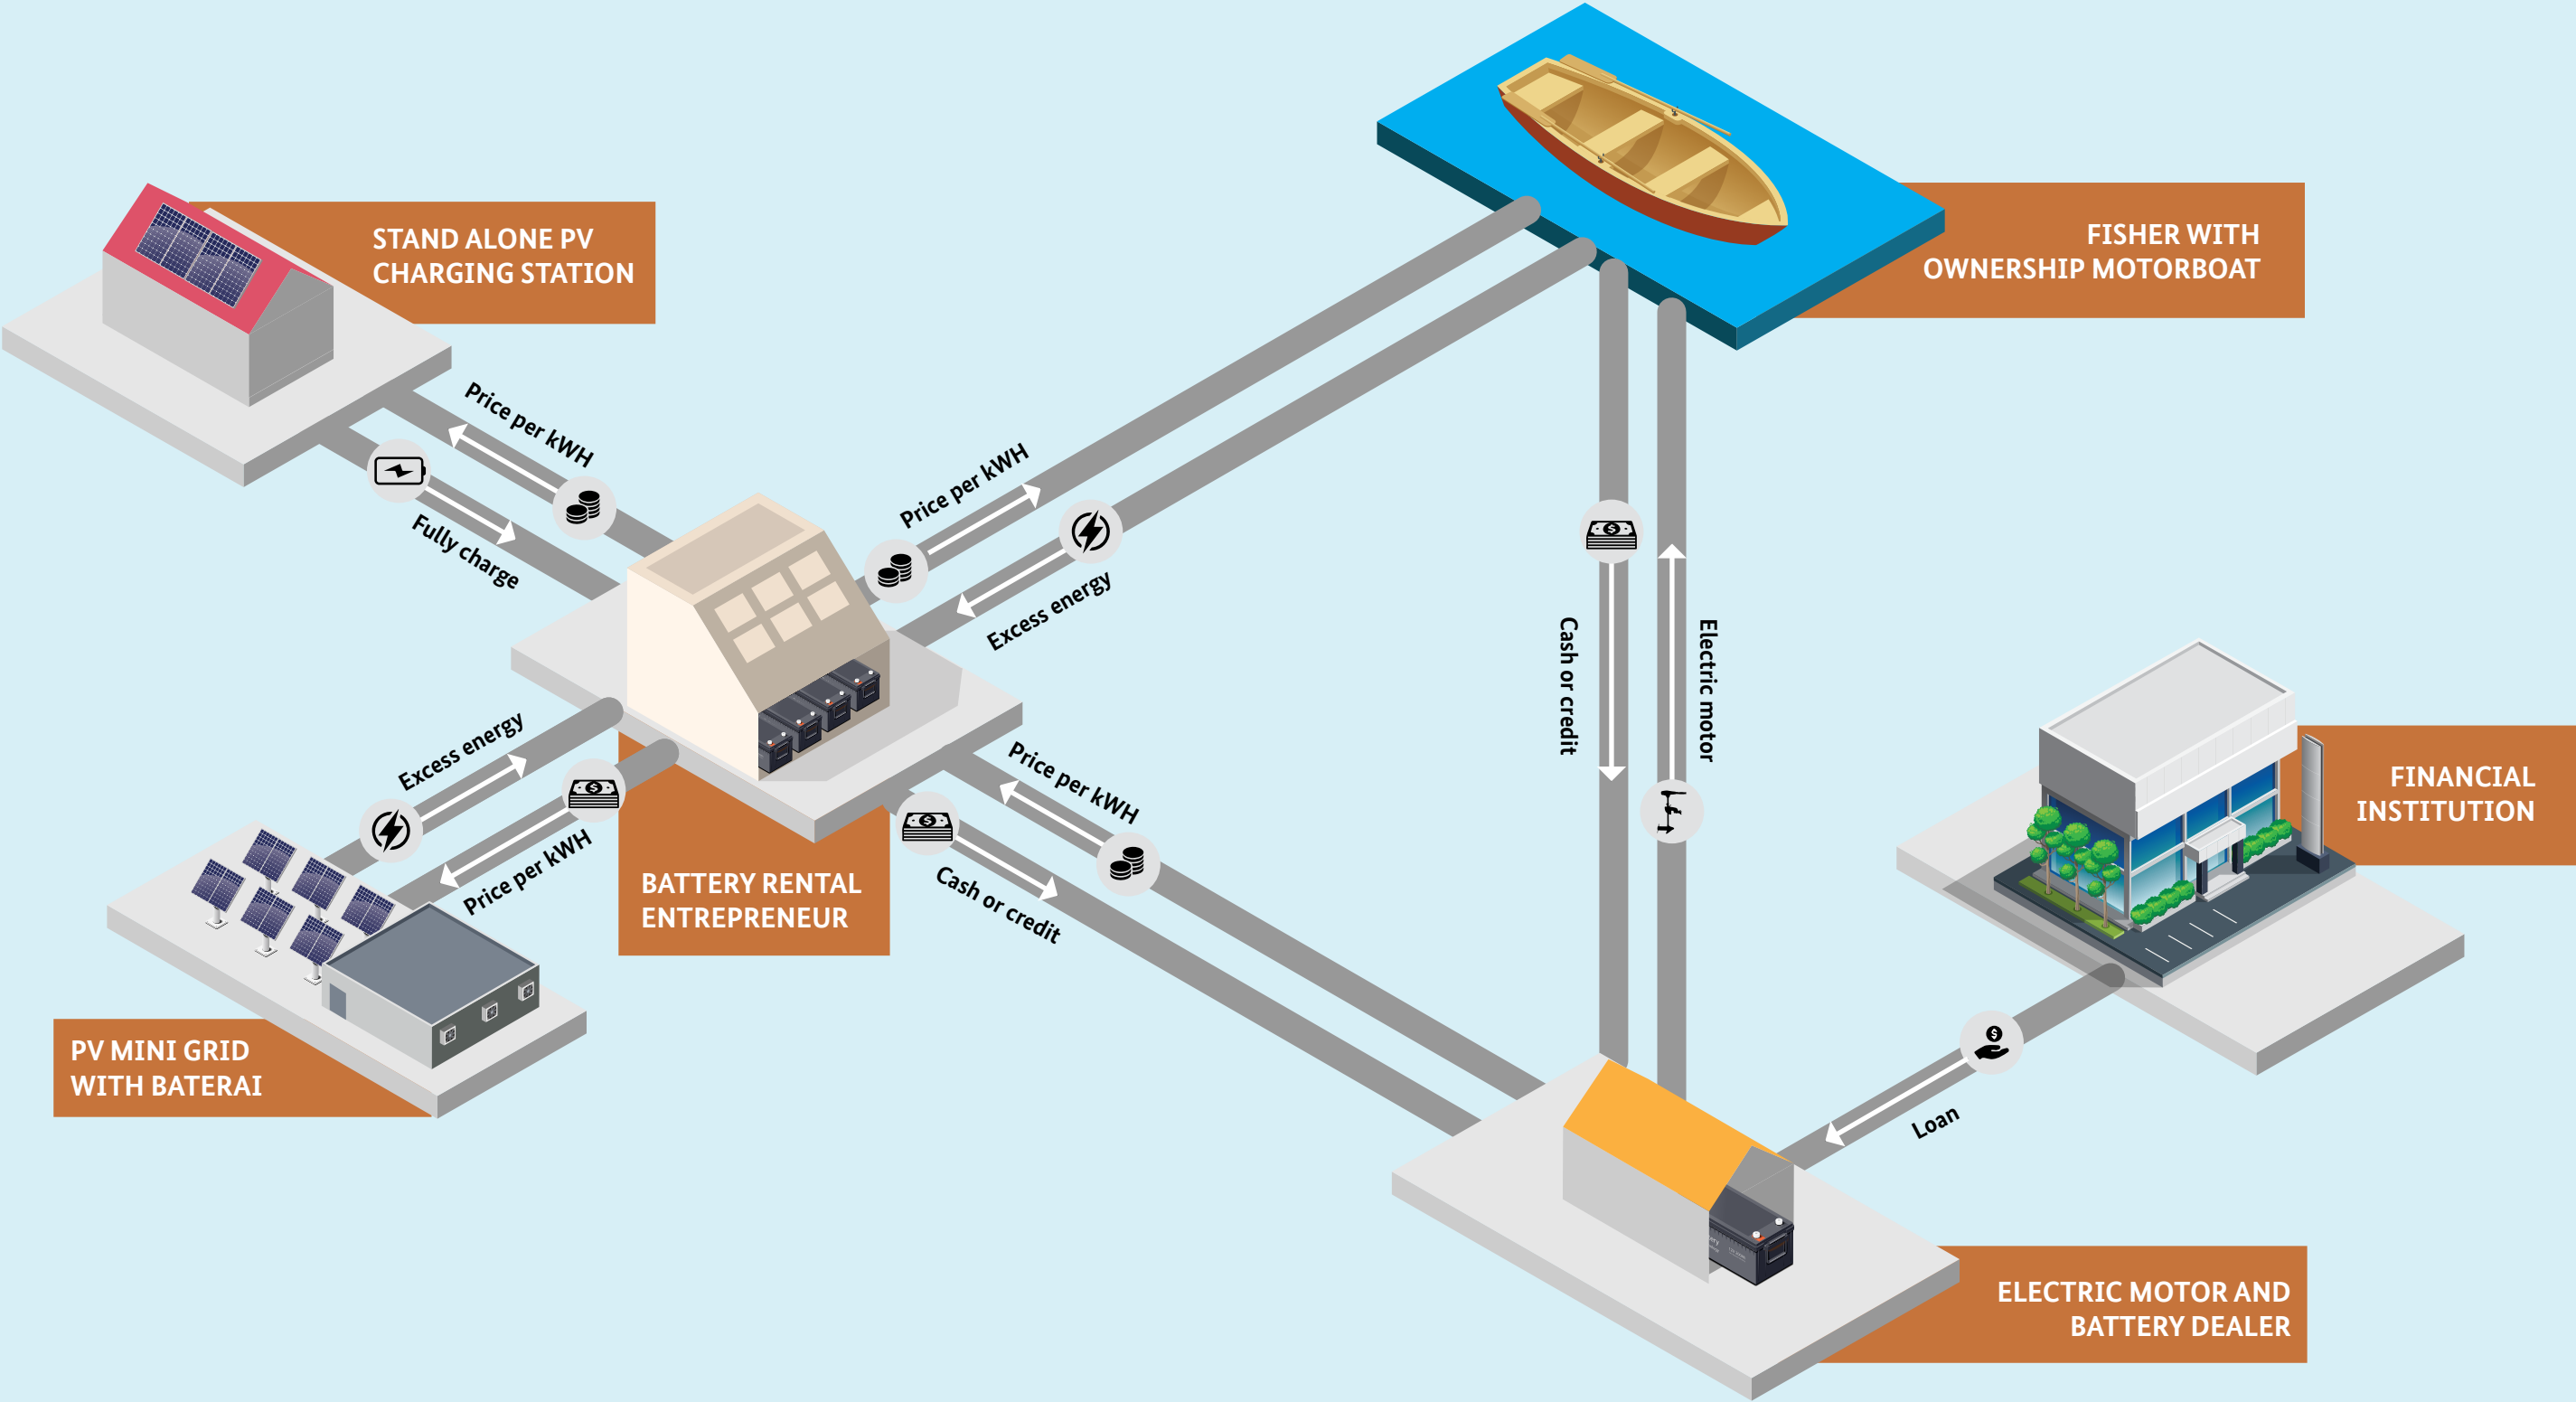 STAND ALONE PV
CHARGING STATION
FISHER WITH
OWNERSHIP MOTORBOAT
Price per kWH
Fully charge
Price per kWH
Excess energy
Cash or credit
Electric motor
Excess energy
Price per kWH
Price per kWH
Cash or credit
BATTERY RENTAL
ENTREPRENEUR
FINANCIAL
INSTITUTION
PV MINI GRID
WITH BATERAI
Loan
ELECTRIC MOTOR AND
BATTERY DEALER